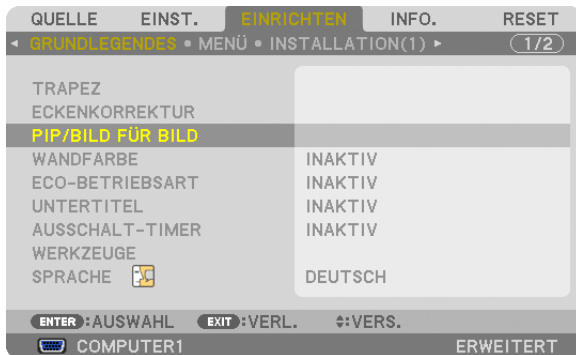 QUELLE EINST. EINRICHTEN INFO. RESET
◂ GRUNDLEGENDES • MENÜ • INSTALLATION(1) ▸ 1/2
TRAPEZ
ECKENKORREKTUR
PIP/BILD FÜR BILD
WANDFARBE INAKTIV
ECO-BETRIEBSART INAKTIV
UNTERTITEL INAKTIV
AUSSCHALT-TIMER INAKTIV
WERKZEUGE
SPRACHE DEUTSCH
ENTER :AUSWAHL EXIT :VERL. ⬍:VERS.
COMPUTER1 ERWEITERT